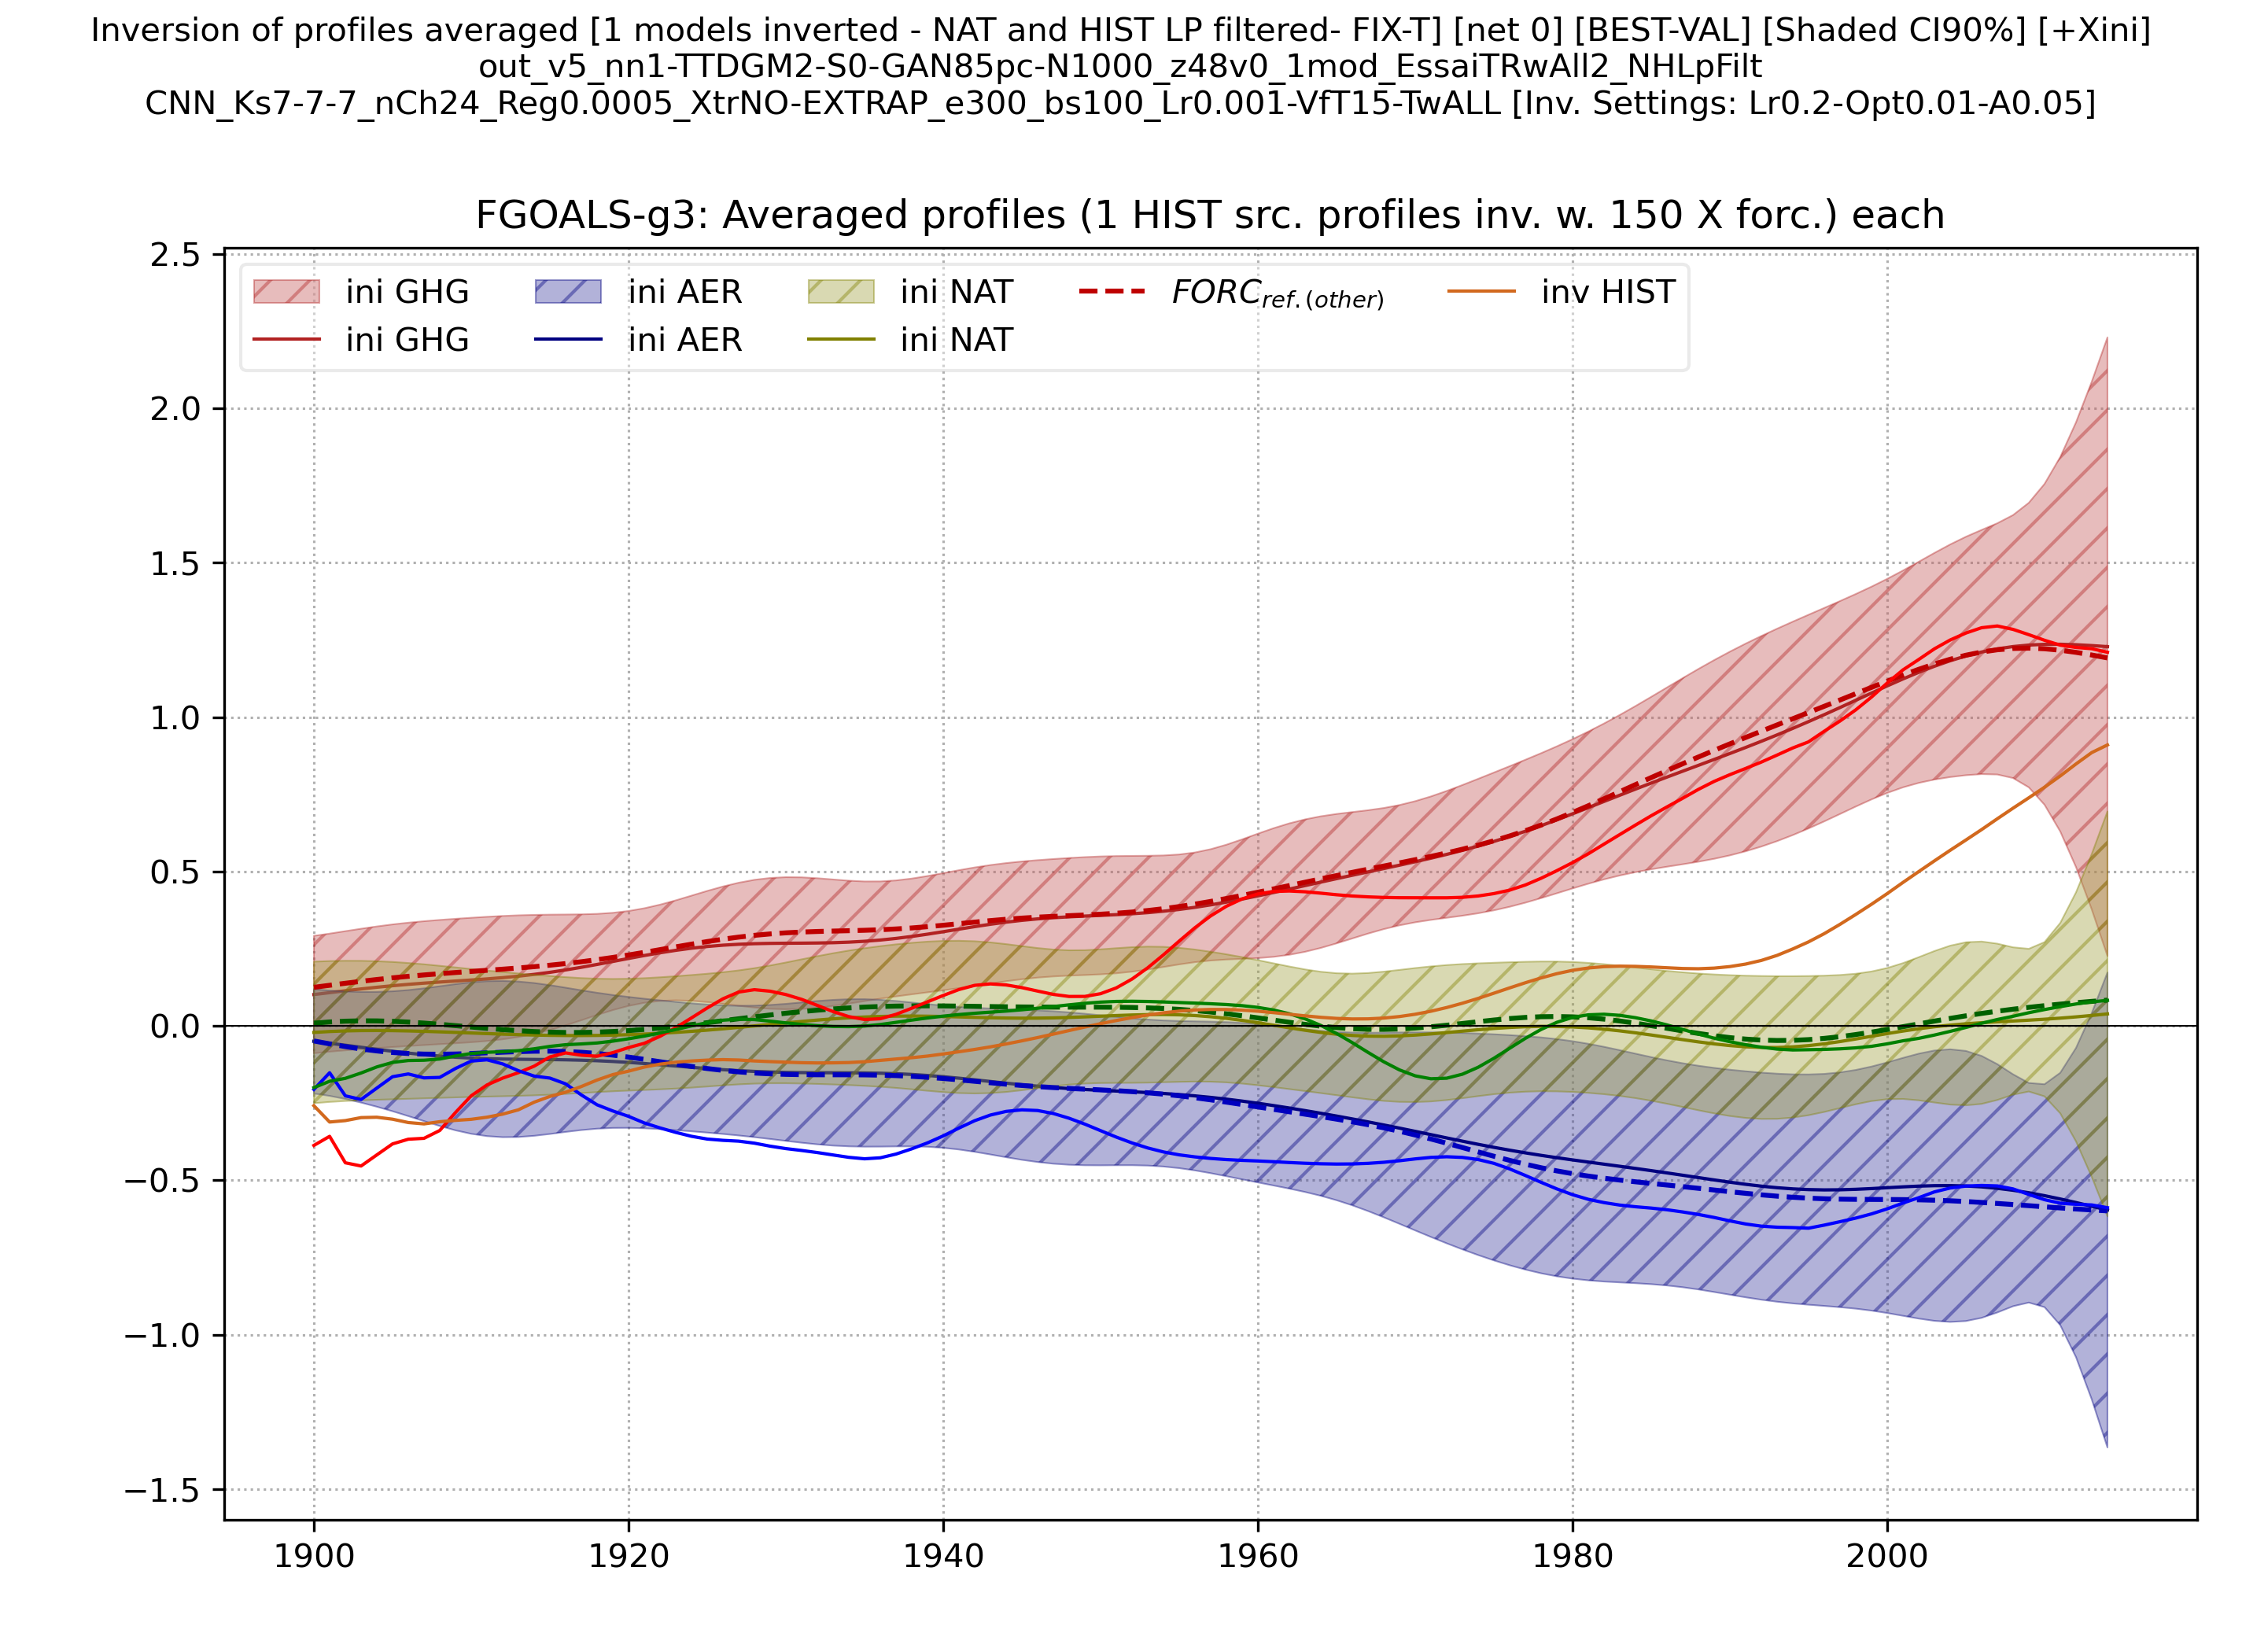 Inversion of profiles averaged [1 models inverted - NAT and HIST LP filtered- FIX-T] [net 0] [BEST-VAL] [Shaded CI90%] [+Xini]
out_v5_nn1-TTDGM2-S0-GAN85pc-N1000_z48v0_1mod_EssaiTRwAll2_NHLpFilt
CNN_Ks7-7-7_nCh24_Reg0.0005_XtrNO-EXTRAP_e300_bs100_Lr0.001-VfT15-TwALL [Inv. Settings: Lr0.2-Opt0.01-A0.05]
FGOALS-g3: Averaged profiles (1 HIST src. profiles inv. w. 150 X forc.) each
ini GHG ini AER ini NAT FORC_ref.(other) inv HIST
ini GHG ini AER ini NAT
2.5
2.0
1.5
1.0
0.5
0.0
−0.5
−1.0
−1.5
1900 1920 1940 1960 1980 2000